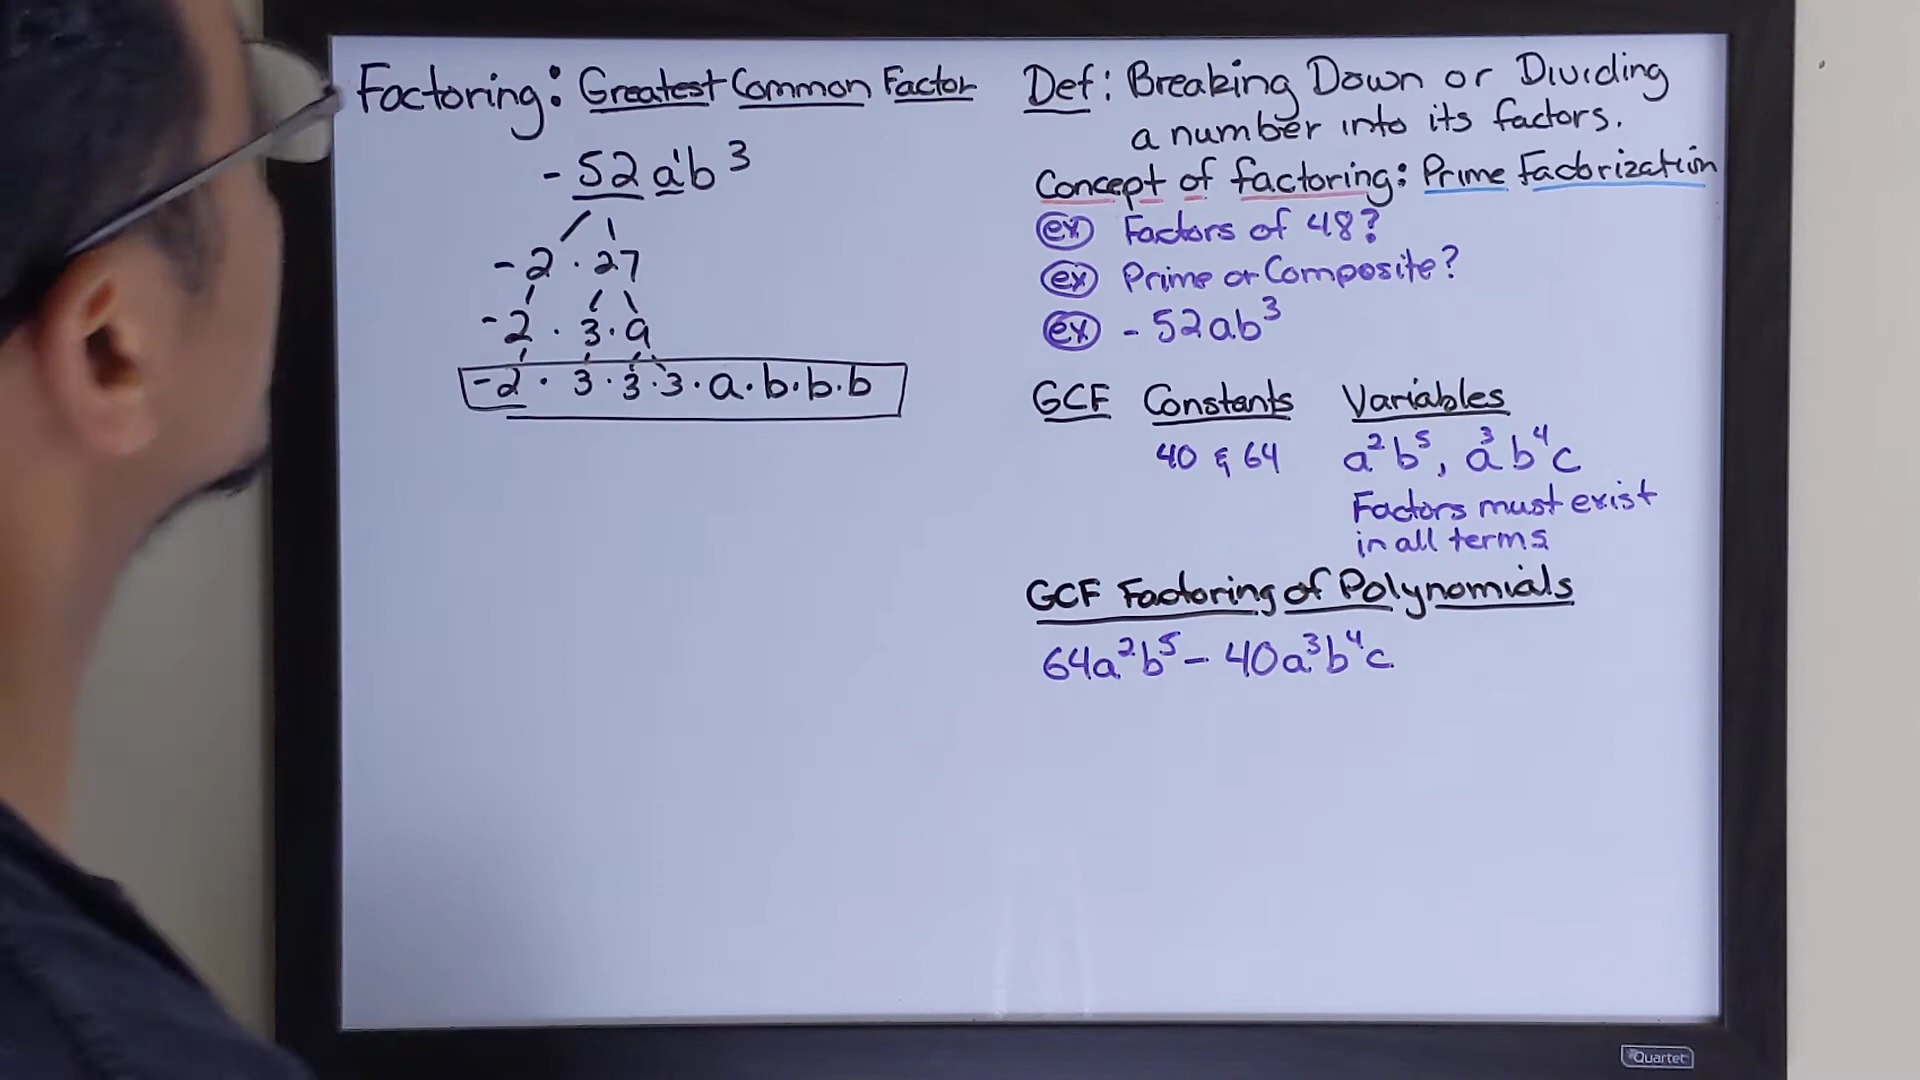 Factoring: Greatest Common Factor
- 52a¹b³
-2 · 27
-2 · 3 · 9
-2 · 3 · 3 · 3 · a · b · b · b
Def: Breaking Down or Dividing
a number into its factors.
Concept of factoring: Prime Factorization
ex Factors of 48?
ex Prime or Composite?
ex - 52ab³
GCF Constants Variables
40 & 64 a²b⁵, a³b⁴c
Factors must exist
in all terms
GCF Factoring of Polynomials
64a²b⁵ - 40a³b⁴c
Quartet